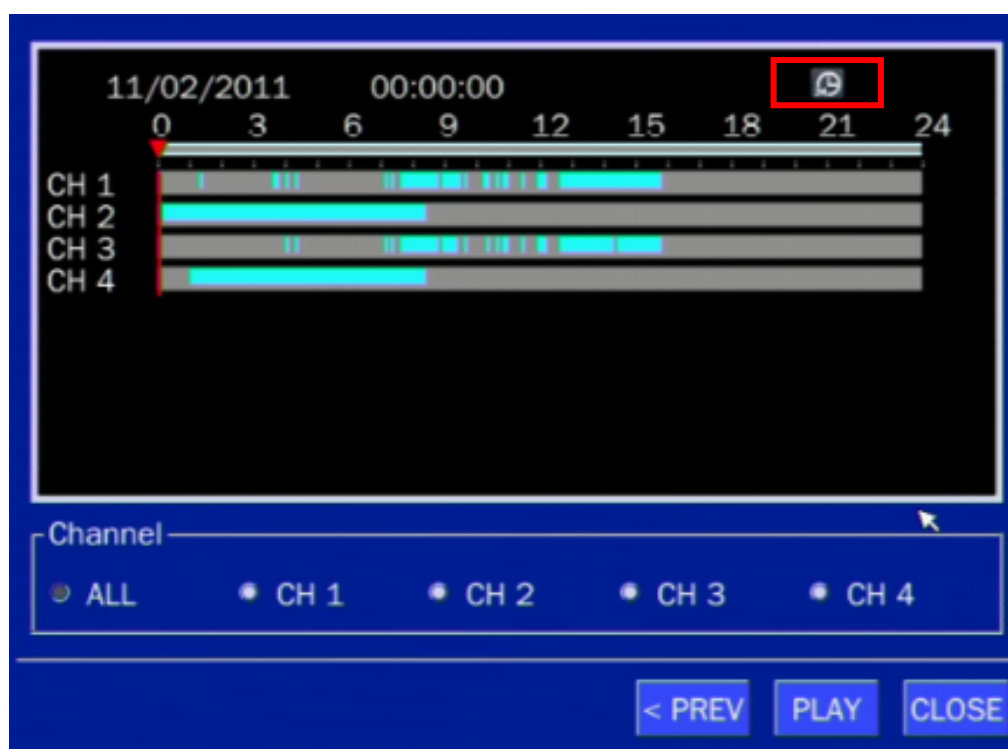 11/02/2011 00:00:00
0 3 6 9 12 15 18 21 24
CH 1
CH 2
CH 3
CH 4
Channel
ALL CH 1 CH 2 CH 3 CH 4
< PREV PLAY CLOSE